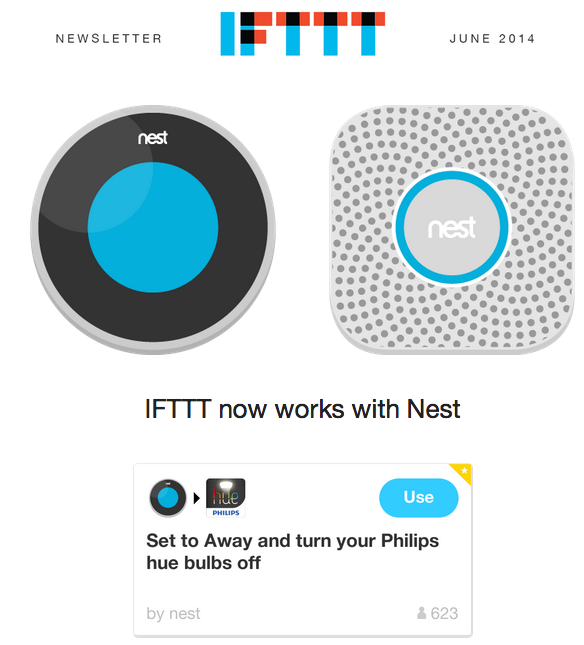 NEWSLETTER
IFTTT
JUNE 2014
nest
nest
IFTTT now works with Nest
hue
PHILIPS
Use
Set to Away and turn your Philips
hue bulbs off
by nest
623